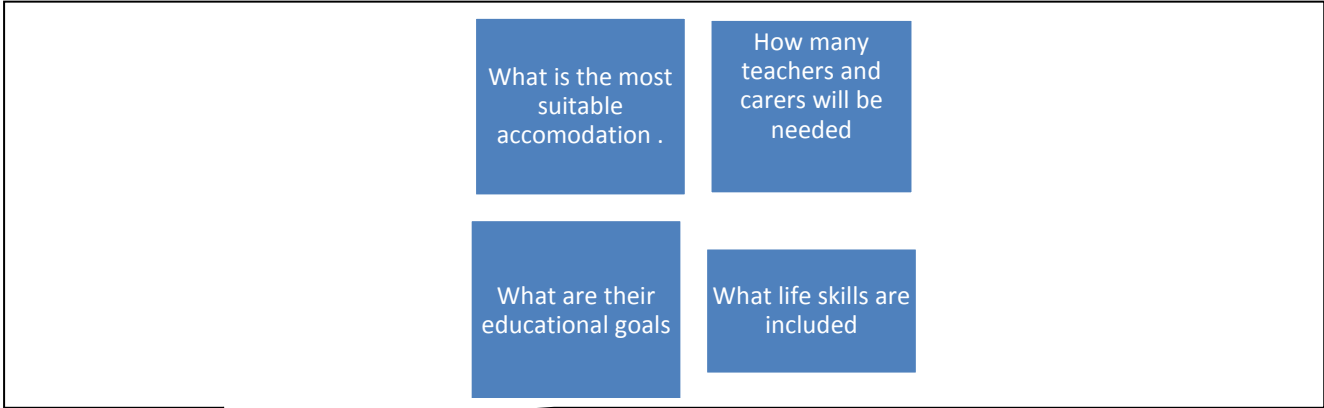 What is the most
suitable
accomodation .
How many
teachers and
carers will be
needed
What are their
educational goals
What life skills are
included